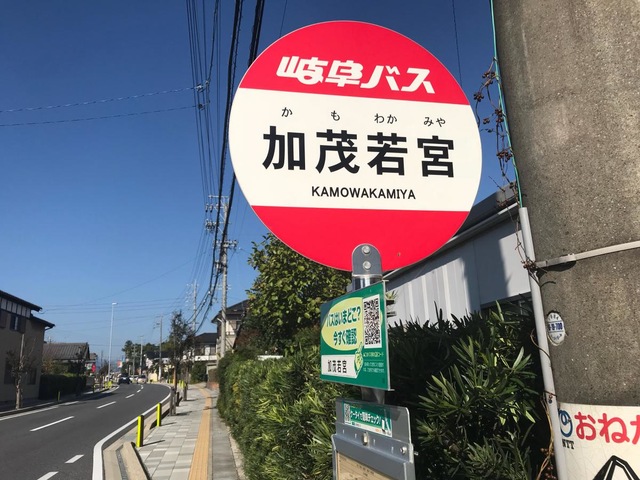 岐阜バス
か も わか みや
加茂若宮
KAMOWAKAMIYA
バスはいまどこ?
今すぐ確認
加茂若宮
NTT
おねが